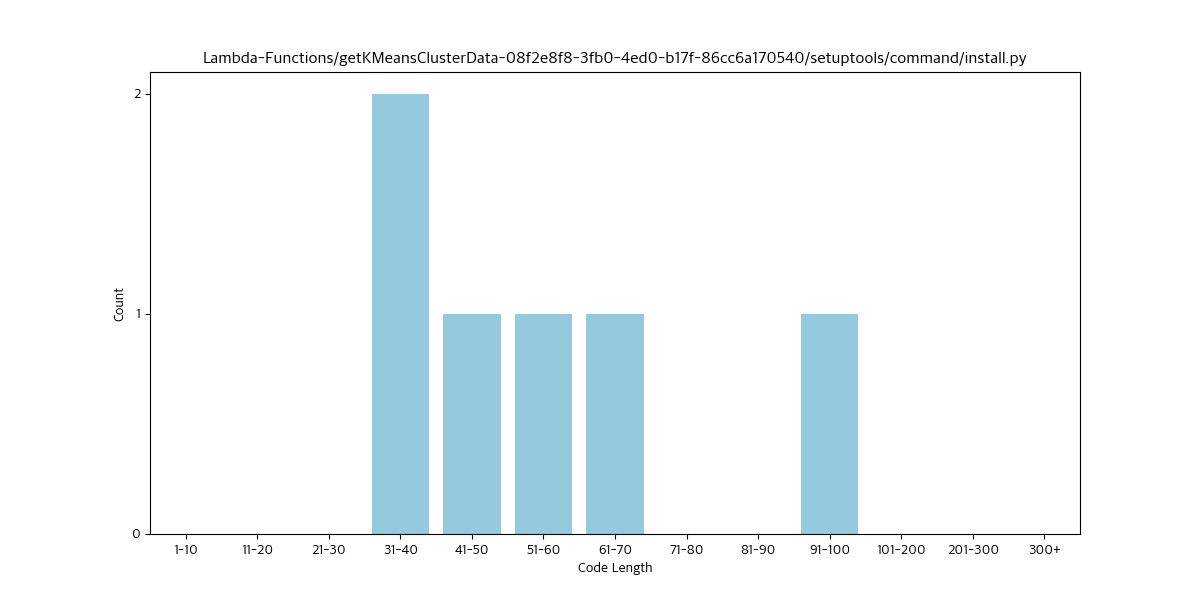 Lambda-Functions/getKMeansClusterData-08f2e8f8-3fb0-4ed0-b17f-86cc6a170540/setuptools/command/install.py
2
1
0
Count
1-10 11-20 21-30 31-40 41-50 51-60 61-70 71-80 81-90 91-100 101-200 201-300 300+
Code Length